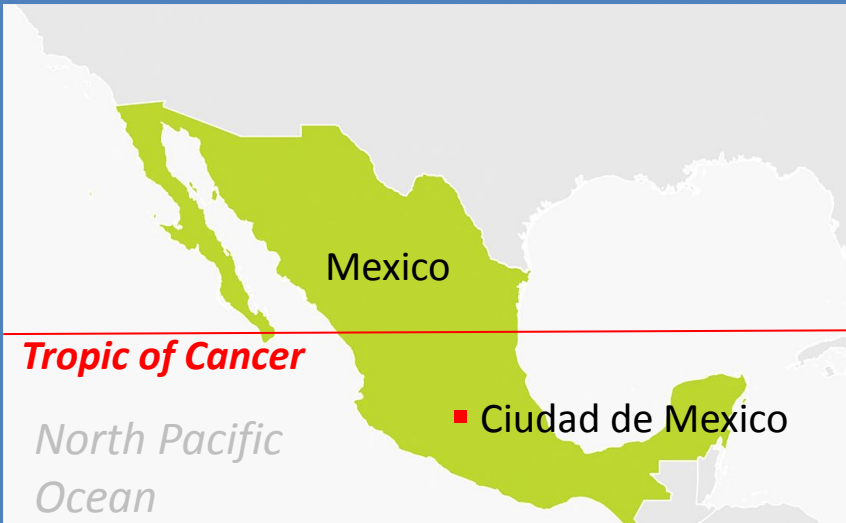 Mexico
Tropic of Cancer
Ciudad de Mexico
North Pacific
Ocean